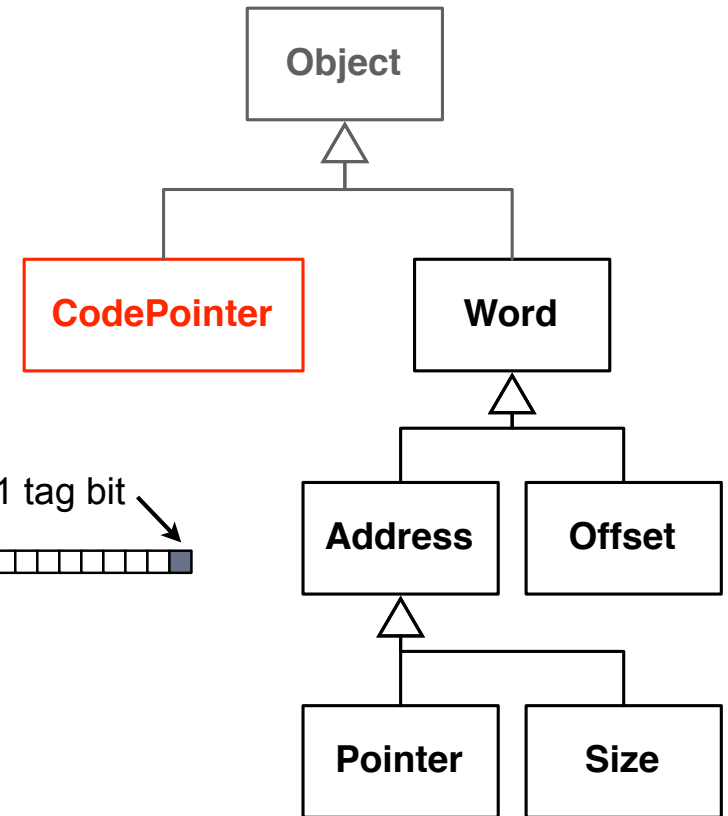 Object
CodePointer
Word
1 tag bit
Address
Offset
Pointer
Size